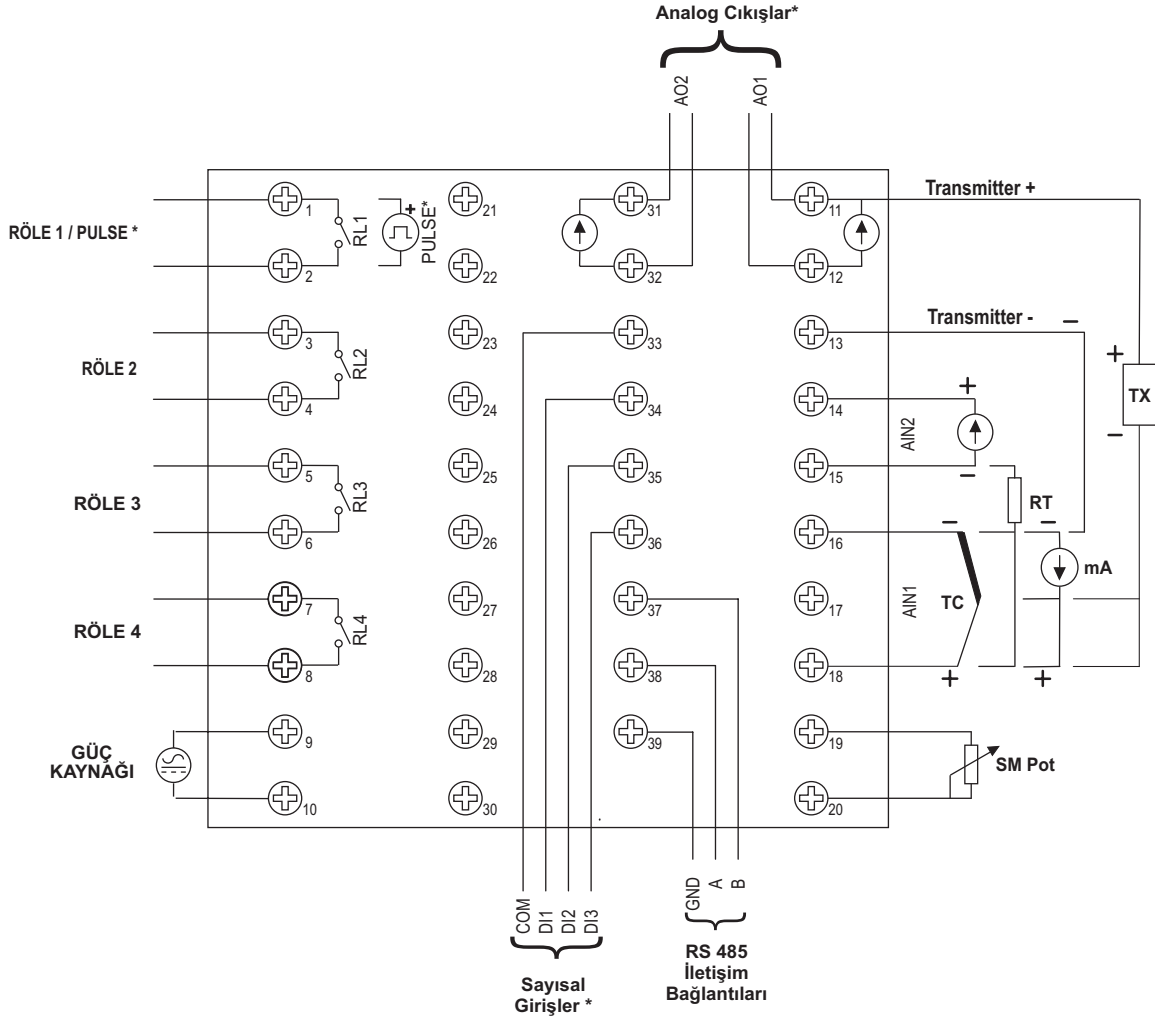 Analog Cıkışlar*
AO2
AO1
Transmitter +
RÖLE 1 / PULSE *
1
RL1
+
PULSE*
21
31
11
2
22
32
12
Transmitter -
–
3
RL2
23
33
13
+
TX
–
RÖLE 2
4
24
34
14
+
AIN2
–
5
RL3
25
35
15
RT
RÖLE 3
6
26
36
16
–
–
mA
7
RL4
27
37
17
AIN1
TC
RÖLE 4
8
28
38
18
+
+
GÜÇ
KAYNAĞI
9
29
39
19
SM Pot
10
30
20
COM
DI1
DI2
DI3
GND
A
B
Sayısal
Girişler *
RS 485
İletişim
Bağlantıları